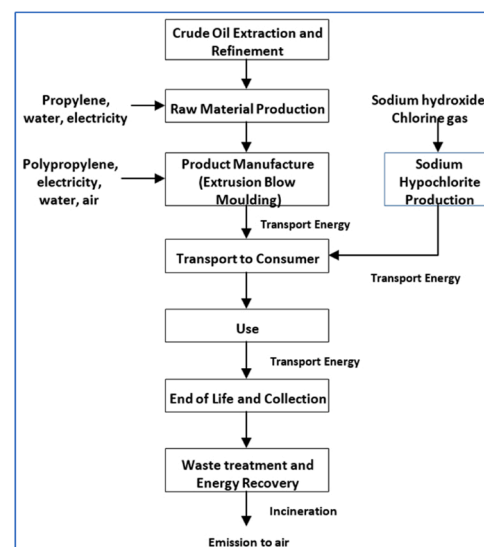 Crude Oil Extraction and
Refinement
Propylene,
water, electricity
Raw Material Production
Sodium hydroxide
Chlorine gas
Polypropylene,
electricity,
water, air
Product Manufacture
(Extrusion Blow
Moulding)
Sodium
Hypochlorite
Production
Transport Energy
Transport to Consumer
Transport Energy
Use
Transport Energy
End of Life and Collection
Waste treatment and
Energy Recovery
Incineration
Emission to air